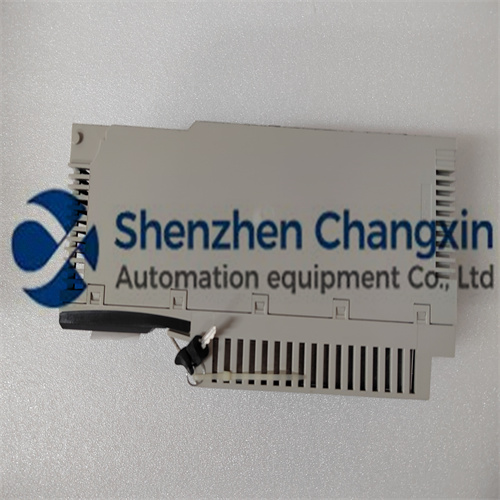 Shenzhen Changxin
Automation equipment Co., Ltd